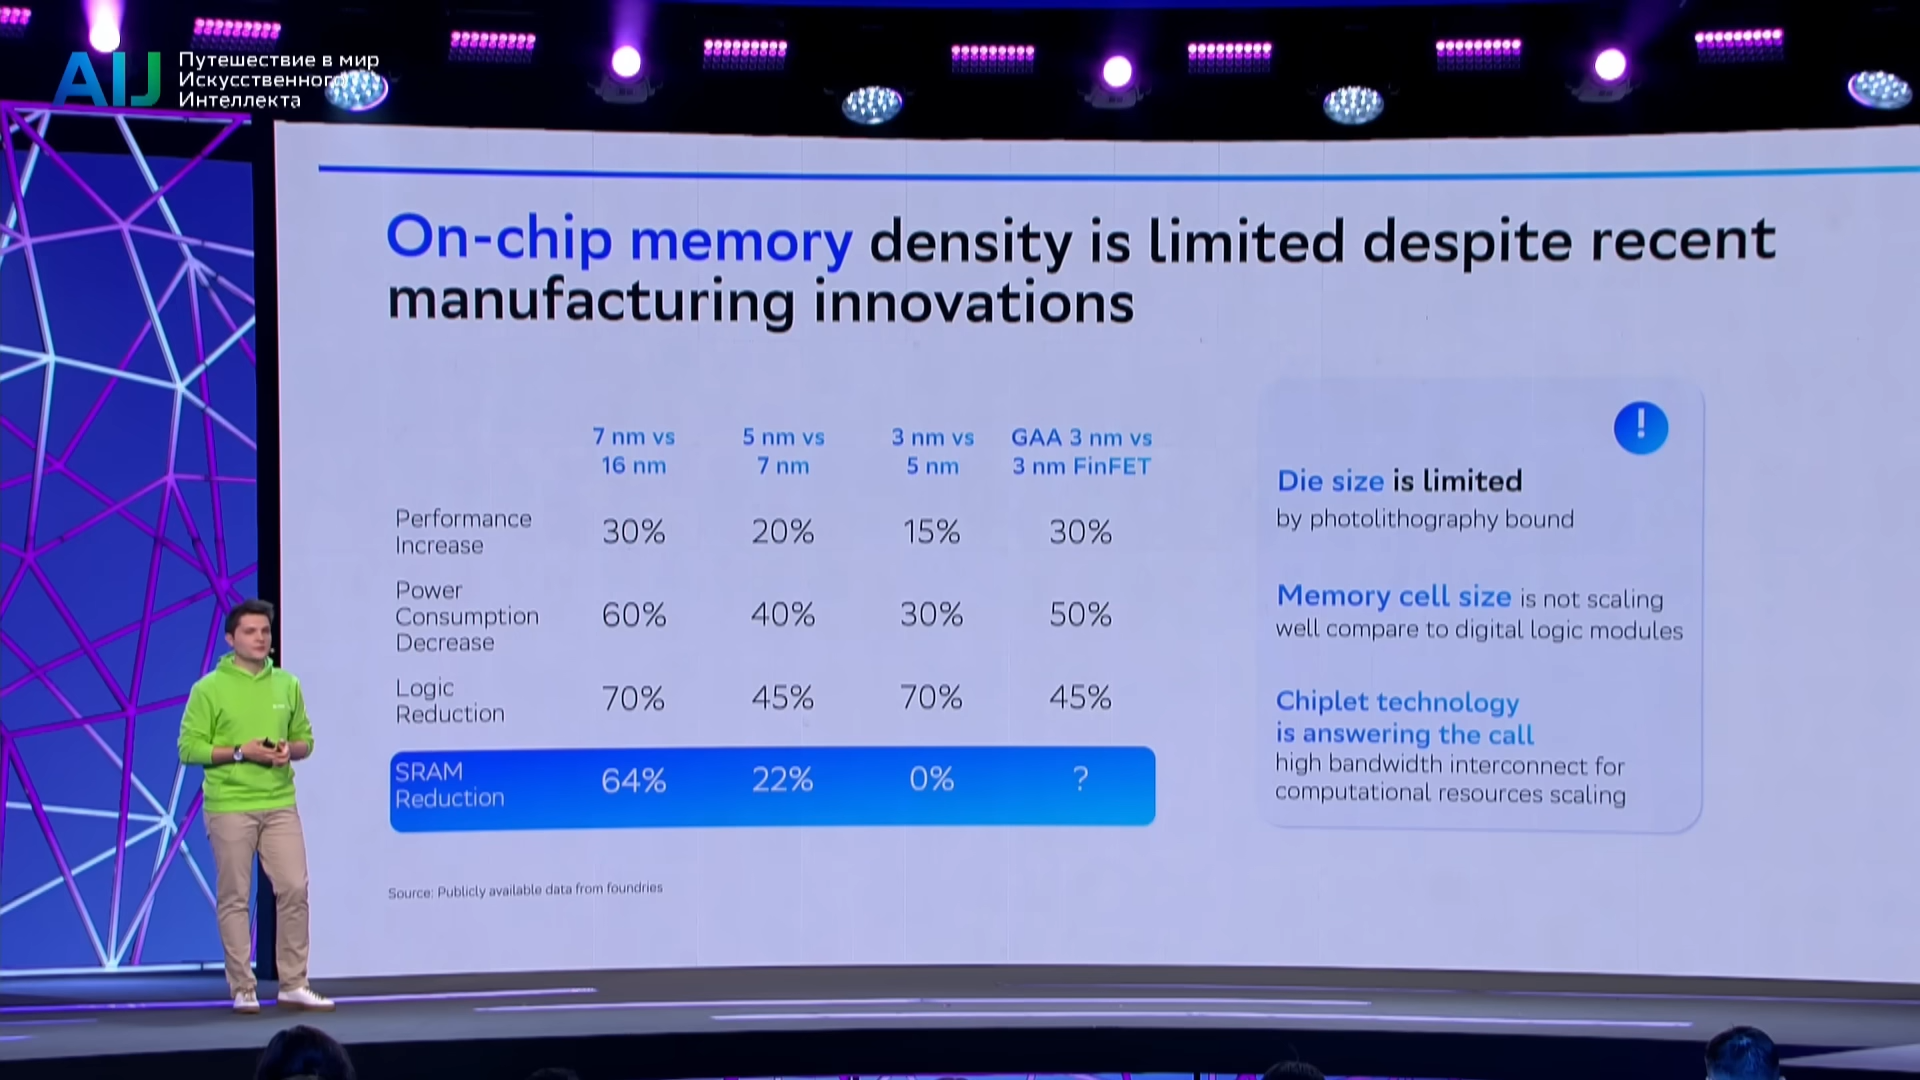 AIJ
Путешествие в мир
Искусственного
Интеллекта
On-chip memory density is limited despite recent
manufacturing innovations
7 nm vs
16 nm
5 nm vs
7 nm
3 nm vs
5 nm
GAA 3 nm vs
3 nm FinFET
Performance
Increase
30% 20% 15% 30%
Power
Consumption
Decrease
60% 40% 30% 50%
Logic
Reduction
70% 45% 70% 45%
SRAM
Reduction
64% 22% 0% ?
Source: Publicly available data from foundries
!
Die size is limited
by photolithography bound
Memory cell size is not scaling
well compare to digital logic modules
Chiplet technology
is answering the call
high bandwidth interconnect for
computational resources scaling